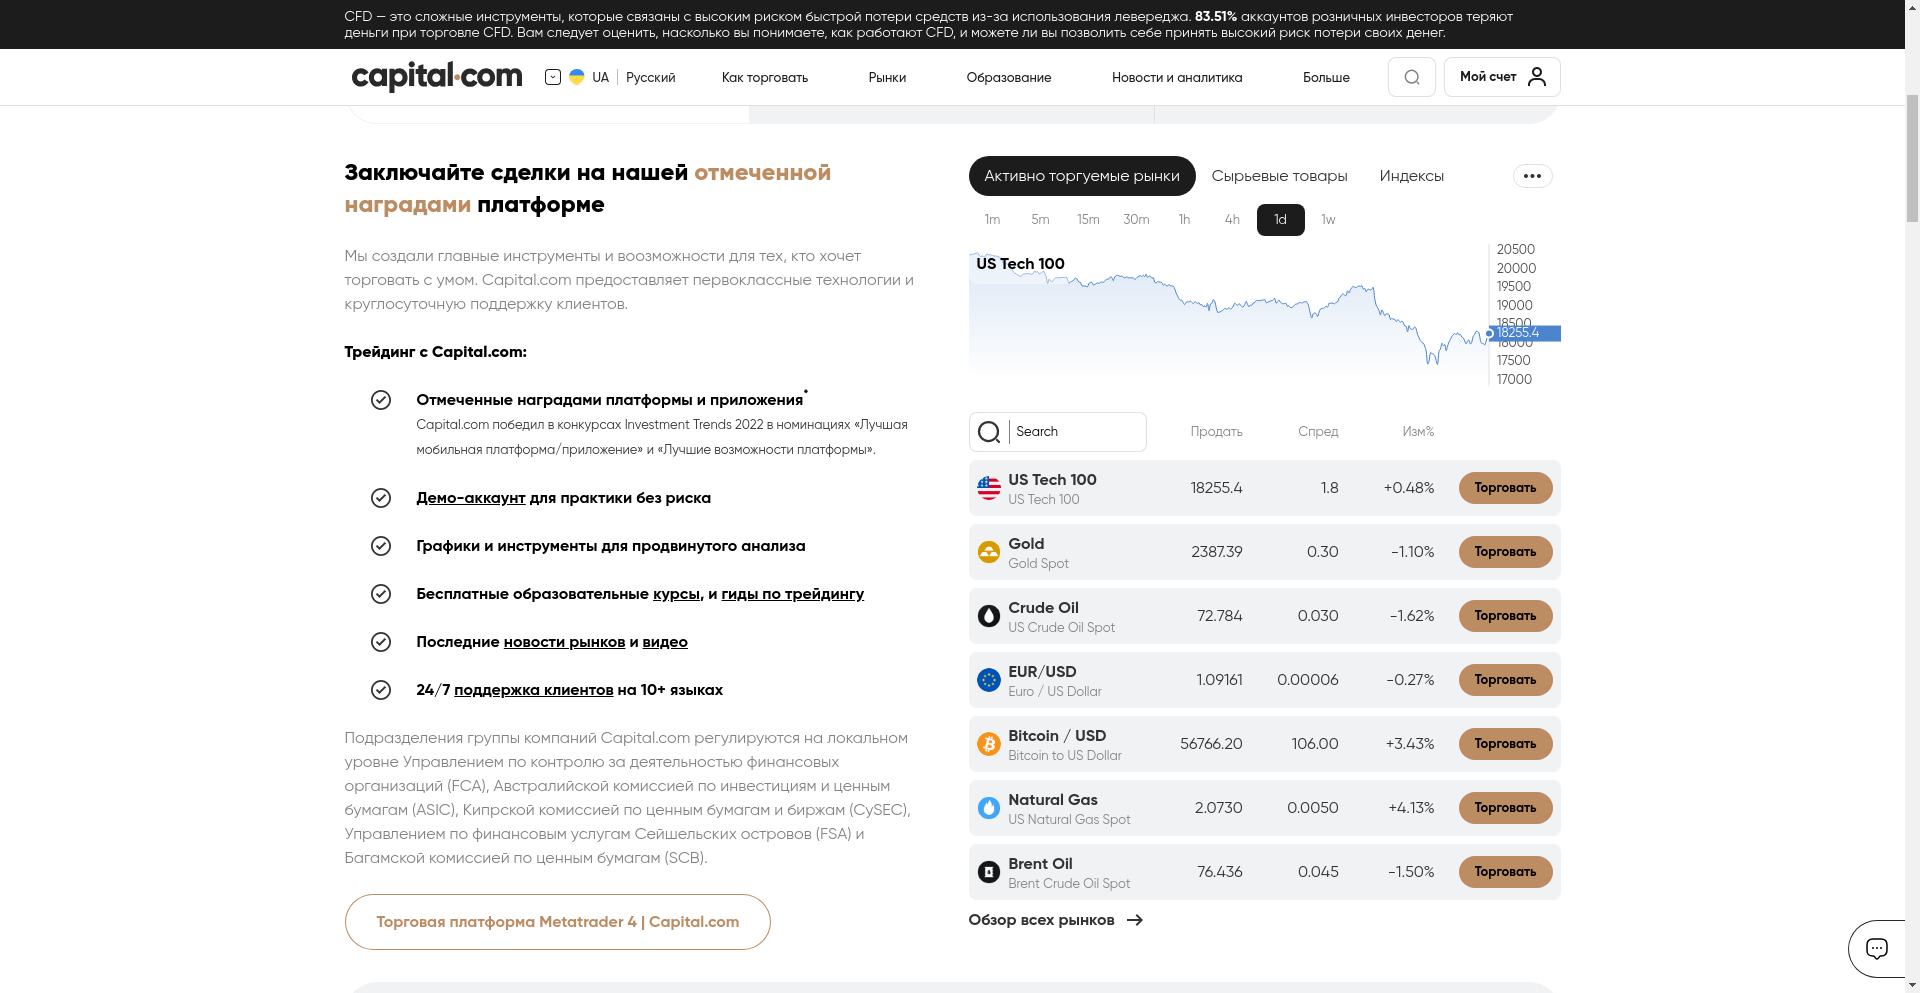 CFD — это сложные инструменты, которые связаны с высоким риском быстрой потери средств из-за использования левереджа. 83.51% аккаунтов розничных инвесторов теряют
деньги при торговле CFD. Вам следует оценить, насколько вы понимаете, как работают CFD, и можете ли вы позволить себе принять высокий риск потери своих денег.
capital.com UA Русский Как торговать Рынки Образование Новости и аналитика Больше Мой счет
Заключайте сделки на нашей отмеченной
наградами платформе
Мы создали главные инструменты и воозможности для тех, кто хочет
торговать с умом. Capital.com предоставляет первоклассные технологии и
круглосуточную поддержку клиентов.
Трейдинг с Capital.com:
Отмеченные наградами платформы и приложения*
Capital.com победил в конкурсах Investment Trends 2022 в номинациях «Лучшая
мобильная платформа/приложение» и «Лучшие возможности платформы».
Демо-аккаунт для практики без риска
Графики и инструменты для продвинутого анализа
Бесплатные образовательные курсы, и гиды по трейдингу
Последние новости рынков и видео
24/7 поддержка клиентов на 10+ языках
Подразделения группы компаний Capital.com регулируются на локальном
уровне Управлением по контролю за деятельностью финансовых
организаций (FCA), Австралийской комиссией по инвестициям и ценным
бумагам (ASIC), Кипрской комиссией по ценным бумагам и биржам (CySEC),
Управлением по финансовым услугам Сейшельских островов (FSA) и
Багамской комиссией по ценным бумагам (SCB).
Торговая платформа Metatrader 4 | Capital.com
Активно торгуемые рынки Сырьевые товары Индексы
1m 5m 15m 30m 1h 4h 1d 1w
US Tech 100
20500
20000
19500
19000
18500
18255.4
18000
17500
17000
Search Продать Спред Изм%
US Tech 100 18255.4 1.8 +0.48% Торговать
US Tech 100
Gold 2387.39 0.30 -1.10% Торговать
Gold Spot
Crude Oil 72.784 0.030 -1.62% Торговать
US Crude Oil Spot
EUR/USD 1.09161 0.00006 -0.27% Торговать
Euro / US Dollar
Bitcoin / USD 56766.20 106.00 +3.43% Торговать
Bitcoin to US Dollar
Natural Gas 2.0730 0.0050 +4.13% Торговать
US Natural Gas Spot
Brent Oil 76.436 0.045 -1.50% Торговать
Brent Crude Oil Spot
Обзор всех рынков